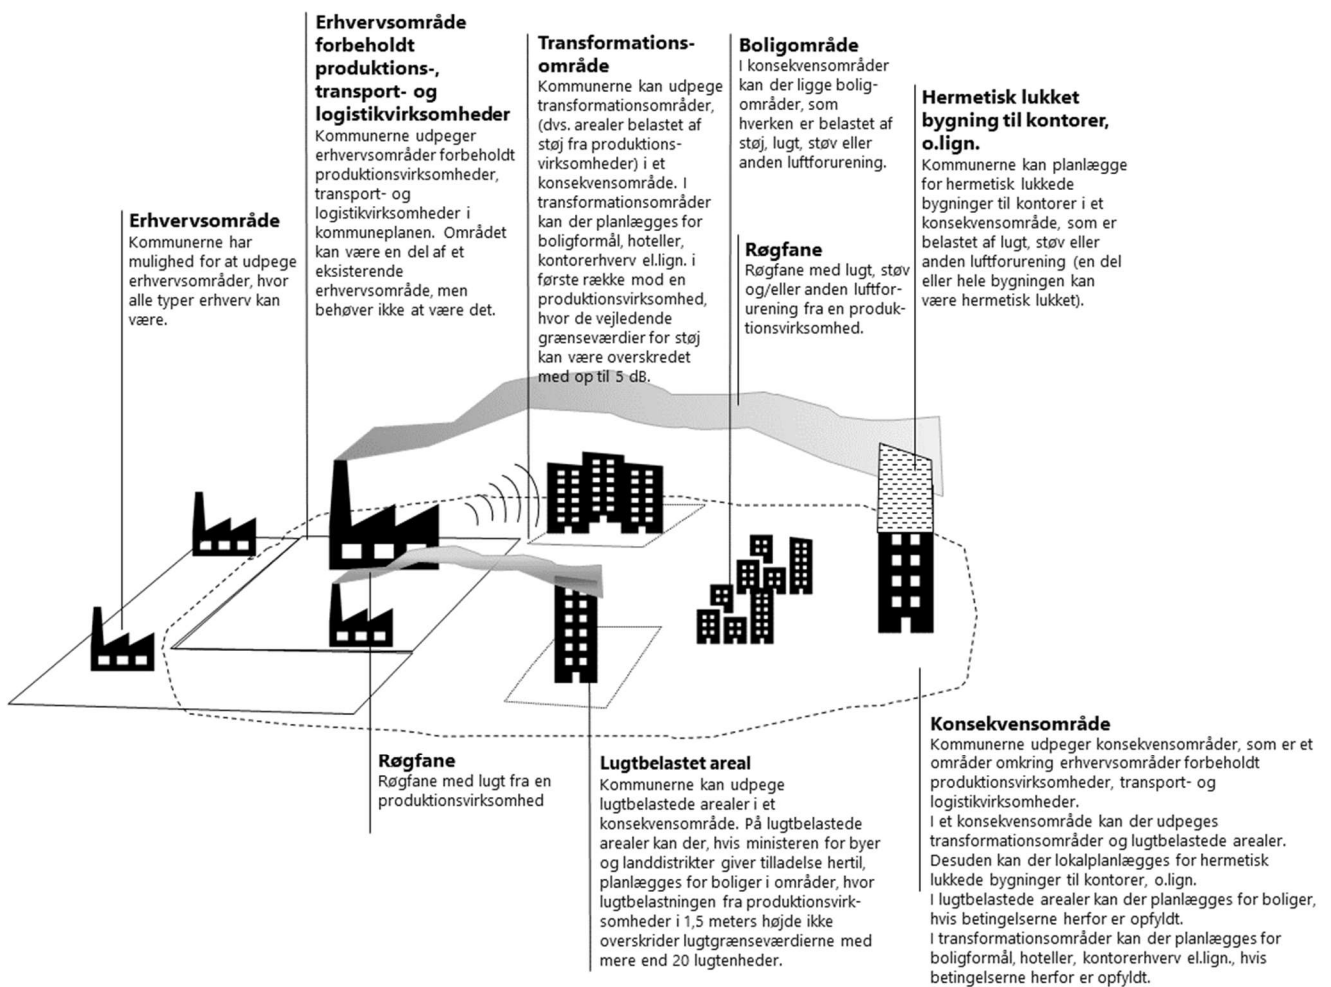 Erhvervsområde
Kommunerne har
mulighed for at udpege
erhvervsområder, hvor
alle typer erhverv kan
være.
Erhvervsområde
forbeholdt
produktions-,
transport- og
logistikvirksomheder
Kommunerne udpeger
erhvervsområder forbeholdt
produktionsvirksomheder,
transport- og
logistikvirksomheder i
kommuneplanen. Området
kan være en del af et
eksisterende
erhvervsområde, men
behøver ikke at være det.
Transformations-
område
Kommunerne kan udpege
transformationsområder,
(dvs. arealer belastet af
støj fra produktions-
virksomheder) i et
konsekvensområde. I
transformationsområder
kan der planlægges for
boligformål, hoteller,
kontorerhverv el.lign. i
første række mod en
produktionsvirksomhed,
hvor de vejledende
grænseværdier for støj
kan være overskredet
med op til 5 dB.
Boligområde
I konsekvensområder
kan der ligge bolig-
områder, som
hverken er belastet af
støj, lugt, støv eller
anden luftforurening.
Røgfane
Røgfane med lugt, støv
og/eller anden luftfor-
urening fra en produk-
tionsvirksomhed.
Hermetisk lukket
bygning til kontorer,
o.lign.
Kommunerne kan planlægge
for hermetisk lukkede
bygninger til kontorer i et
konsekvensområde, som er
belastet af lugt, støv eller
anden luftforurening (en del
eller hele bygningen kan
være hermetisk lukket).
Røgfane
Røgfane med lugt fra en
produktionsvirksomhed
Lugtbelastet areal
Kommunerne kan udpege
lugtbelastede arealer i et
konsekvensområde. På lugtbelastede
arealer kan der, hvis ministeren for byer
og landdistrikter giver tilladelse hertil,
planlægges for boliger i områder, hvor
lugtbelastningen fra produktionsvirk-
somheder i 1,5 meters højde ikke
overskrider lugtgrænseværdierne med
mere end 20 lugtenheder.
Konsekvensområde
Kommunerne udpeger konsekvensområder, som er et
områder omkring erhvervsområder forbeholdt
produktionsvirksomheder, transport- og
logistikvirksomheder.
I et konsekvensområde kan der udpeges
transformationsområder og lugtbelastede arealer.
Desuden kan der lokalplanlægges for hermetisk
lukkede bygninger til kontorer, o.lign.
I lugtbelastede arealer kan der planlægges for boliger,
hvis betingelserne herfor er opfyldt.
I transformationsområder kan der planlægges for
boligformål, hoteller, kontorerhverv el.lign., hvis
betingelserne herfor er opfyldt.